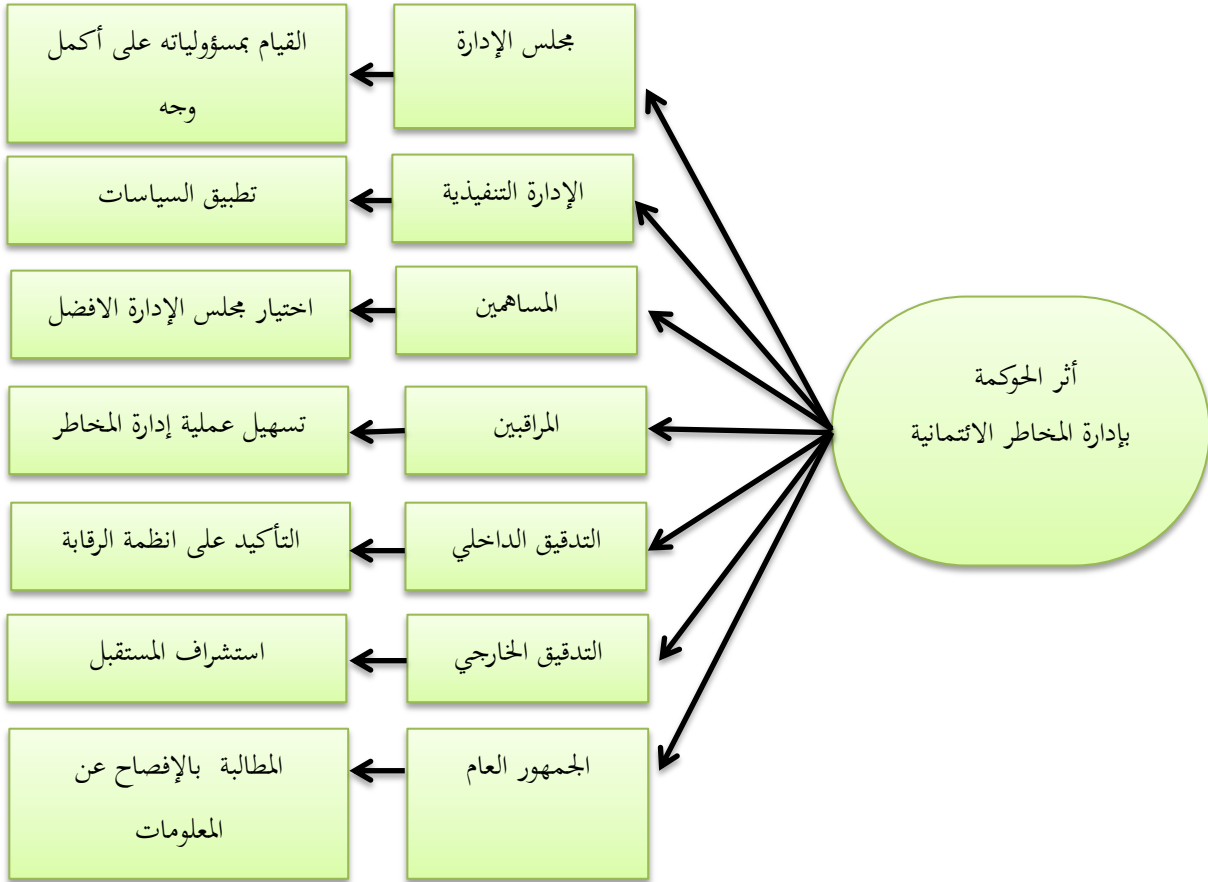 أثر الحوكمة
بإدارة المخاطر الائتمانية
مجلس الإدارة
القيام بمسؤولياته على أكمل
وجه
الإدارة التنفيذية
تطبيق السياسات
المساهمين
اختيار مجلس الإدارة الافضل
المراقبين
تسهيل عملية إدارة المخاطر
التدقيق الداخلي
التأكيد على انظمة الرقابة
التدقيق الخارجي
استشراف المستقبل
الجمهور العام
المطالبة بالإفصاح عن
المعلومات